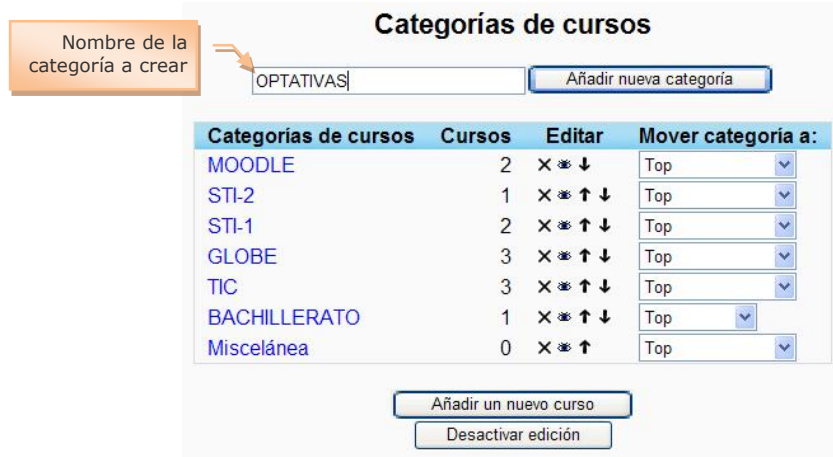 Categorías de cursos
Nombre de la
categoría a crear
OPTATIVAS
Añadir nueva categoría
Categorías de cursos Cursos Editar Mover categoría a:
MOODLE 2 Top
STI-2 1 Top
STI-1 2 Top
GLOBE 3 Top
TIC 3 Top
BACHILLERATO 1 Top
Miscelánea 0 Top
Añadir un nuevo curso
Desactivar edición